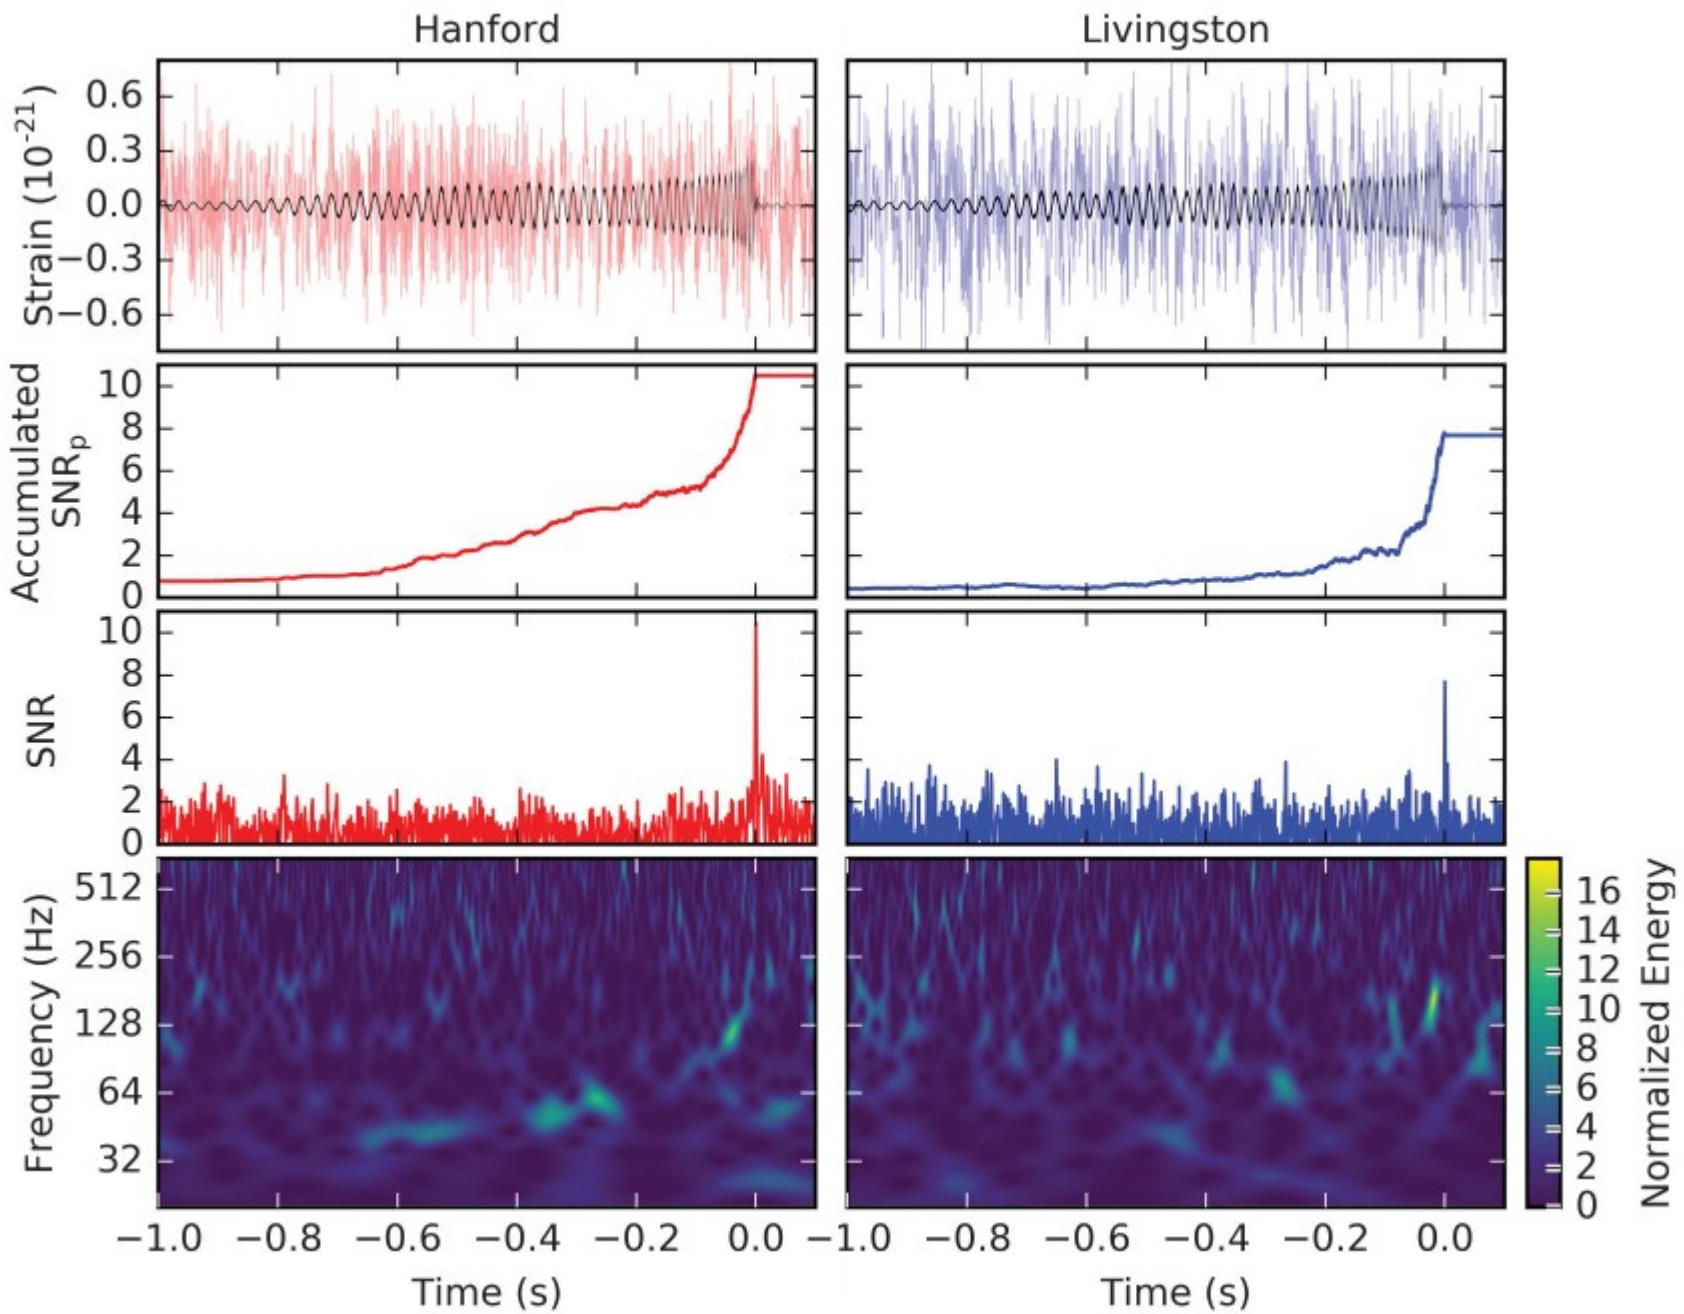 Hanford
Livingston
Strain (10⁻²¹)
0.6
0.3
0.0
−0.3
−0.6
Accumulated
SNRₚ
10
8
6
4
2
0
SNR
10
8
6
4
2
0
Frequency (Hz)
512
256
128
64
32
−1.0 −0.8 −0.6 −0.4 −0.2 0.0
−1.0 −0.8 −0.6 −0.4 −0.2 0.0
Time (s)
Time (s)
16
14
12
10
8
6
4
2
0
Normalized Energy